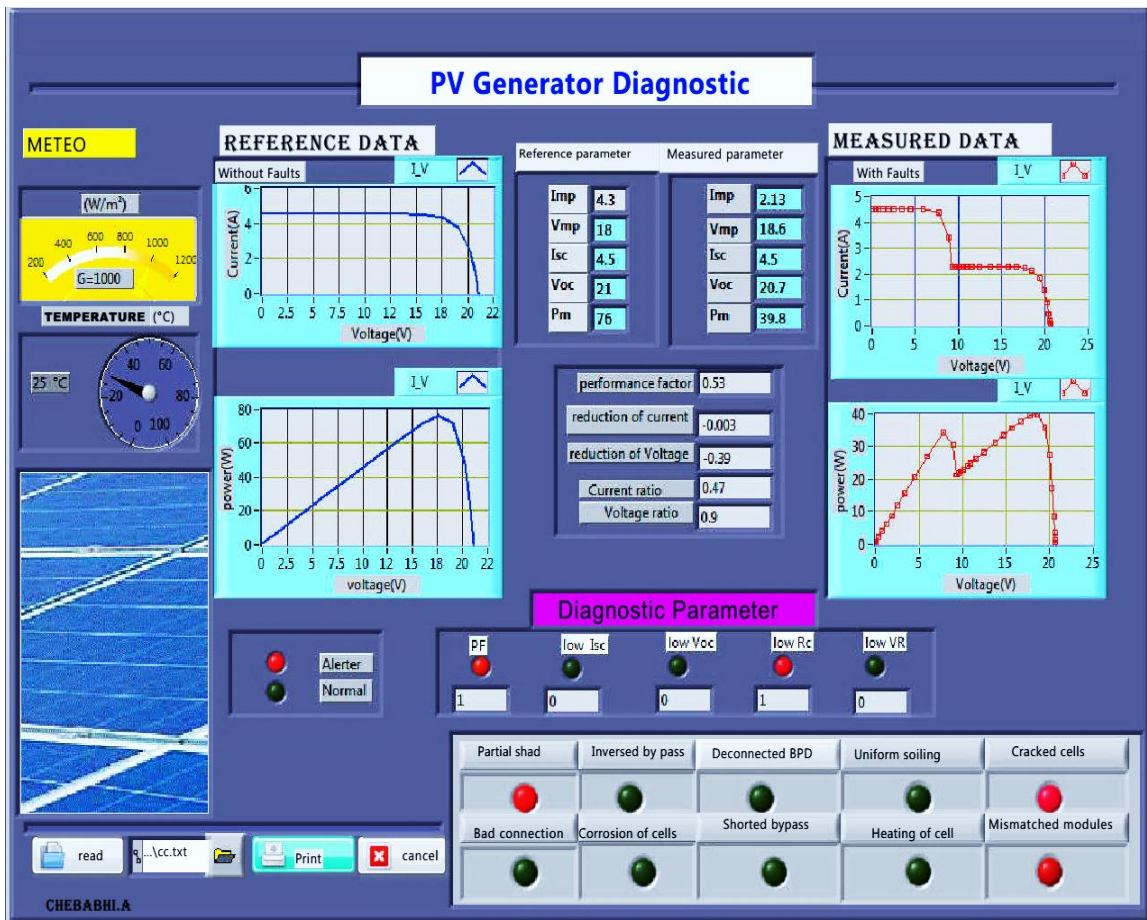 PV Generator Diagnostic
METEO
(W/m²)
200 400 600 800 1000 1200
G=1000
TEMPERATURE (°C)
25 °C
0 20 40 60 80 100
REFERENCE DATA
Without Faults I_V
Current(A)
6
4
2
0
0 2.5 5 7.5 10 12 15 18 20 22
Voltage(V)
I_V
power(W)
80
60
40
20
0
0 2.5 5 7.5 10 12 15 18 20 22
voltage(V)
Reference parameter
Imp 4.3
Vmp 18
Isc 4.5
Voc 21
Pm 76
Measured parameter
Imp 2.13
Vmp 18.6
Isc 4.5
Voc 20.7
Pm 39.8
performance factor 0.53
reduction of current -0.003
reduction of Voltage -0.39
Current ratio 0.47
Voltage ratio 0.9
MEASURED DATA
With Faults I_V
Current(A)
5
4
3
2
1
0
0 5 10 15 20 25
Voltage(V)
I_V
power(W)
40
30
20
10
0
0 5 10 15 20 25
Voltage(V)
Diagnostic Parameter
Alerter
Normal
PF low Isc low Voc low Rc low VR
1 0 0 1 0
Partial shad Inversed by pass Deconnected BPD Uniform soiling Cracked cells
Bad connection Corrosion of cells Shorted bypass Heating of cell Mismatched modules
read ...\cc.txt Print cancel
CHEBABHI.A